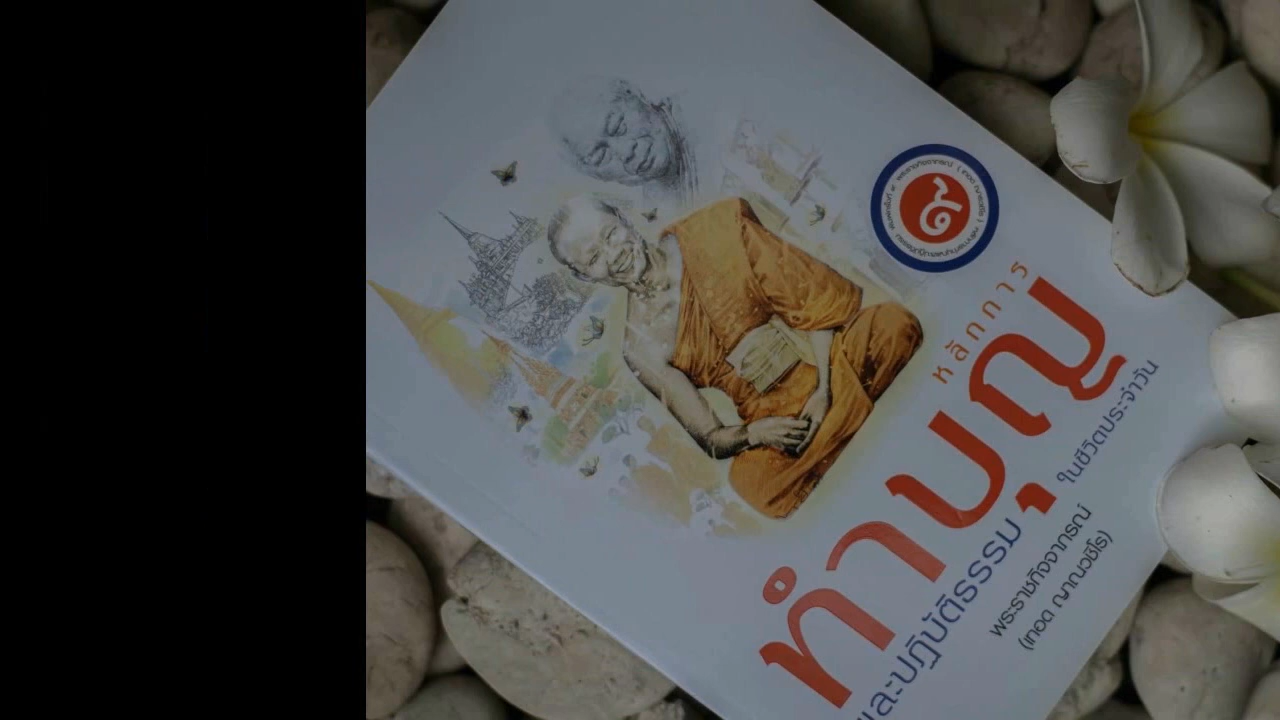 หลักการ
ทำบุญ
และปฏิบัติธรรม ในชีวิตประจำวัน
พระราชกิจจาภรณ์
(เทอด ญาณวชิโร)
๙